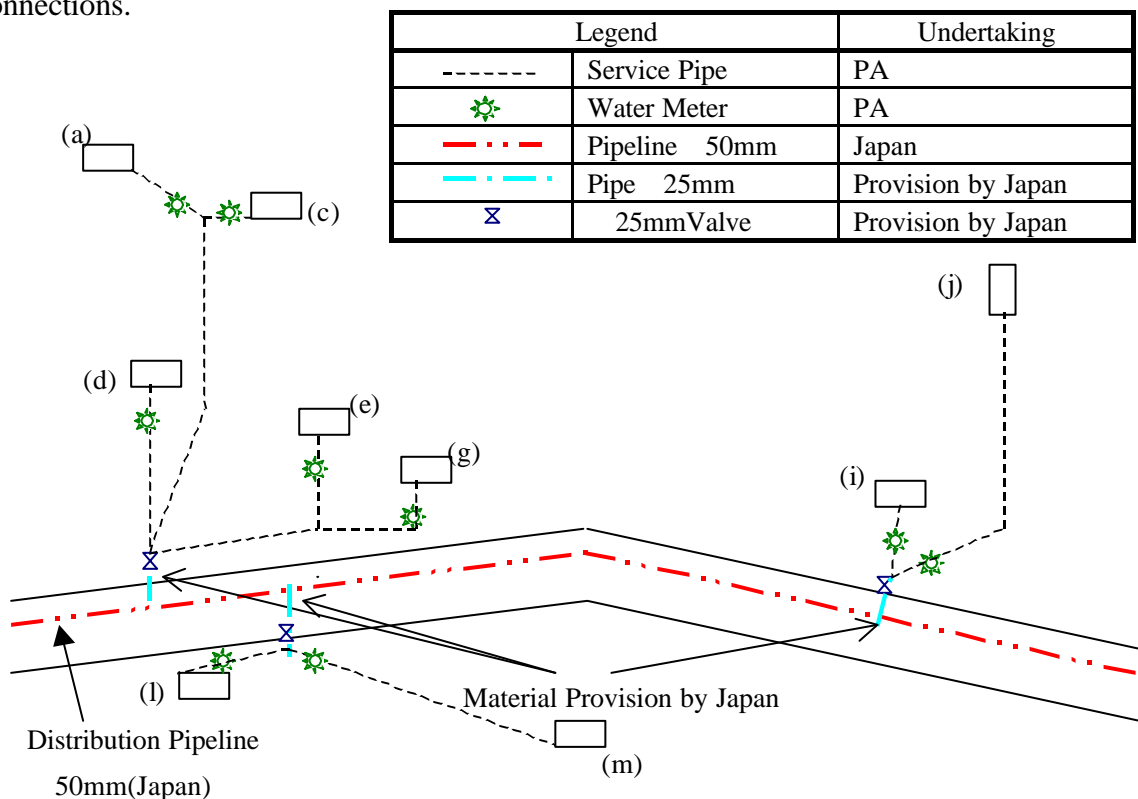 onnections.
Legend Undertaking
Service Pipe PA
Water Meter PA
Pipeline 50mm Japan
Pipe 25mm Provision by Japan
25mmValve Provision by Japan
(a)
(c)
(j)
(d)
(e)
(g)
(i)
(l)
Material Provision by Japan
Distribution Pipeline
(m)
50mm(Japan)